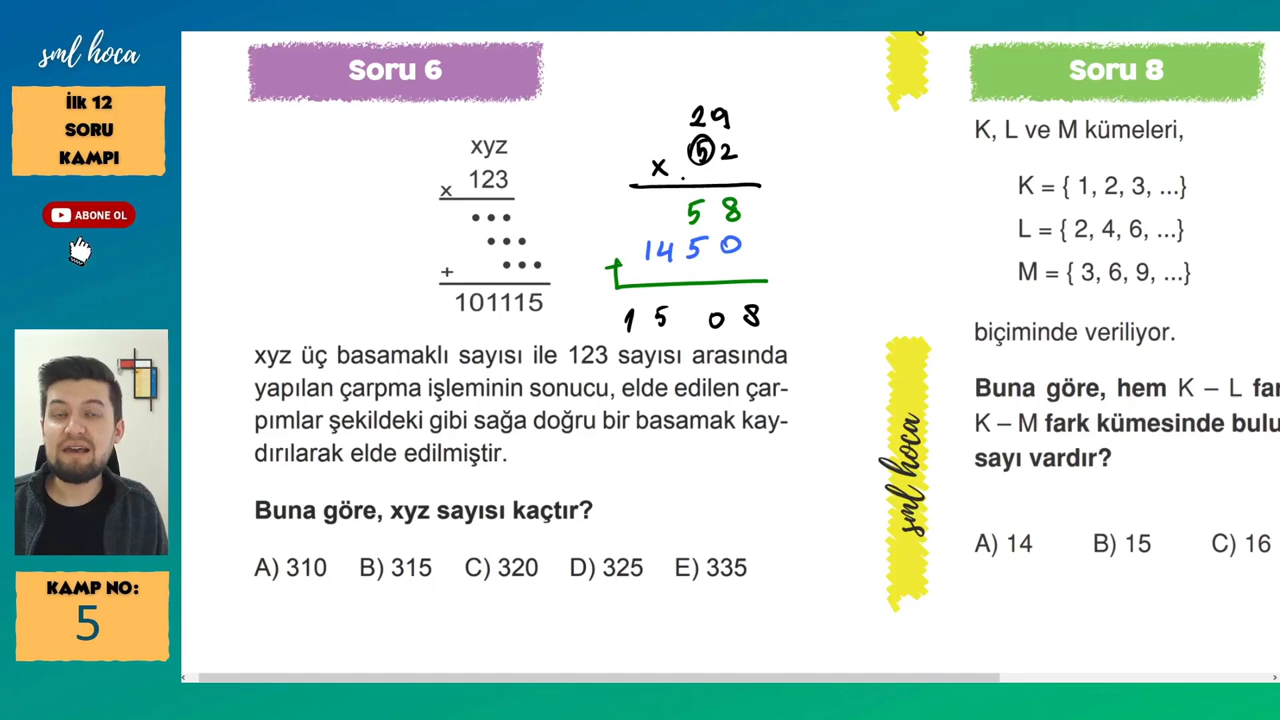 sml hoca
İlk 12
SORU
KAMPI
ABONE OL
KAMP NO:
5
Soru 6
xyz
x 123
•••
•••
+ •••
101115
29
x 52
58
1450
+
1508
xyz üç basamaklı sayısı ile 123 sayısı arasında
yapılan çarpma işleminin sonucu, elde edilen çar-
pımlar şekildeki gibi sağa doğru bir basamak kay-
dırılarak elde edilmiştir.
Buna göre, xyz sayısı kaçtır?
A) 310 B) 315 C) 320 D) 325 E) 335
sml hoca
Soru 8
K, L ve M kümeleri,
K = { 1, 2, 3, ...}
L = { 2, 4, 6, ...}
M = { 3, 6, 9, ...}
biçiminde veriliyor.
Buna göre, hem K – L far
K – M fark kümesinde bulu
sayı vardır?
A) 14 B) 15 C) 16